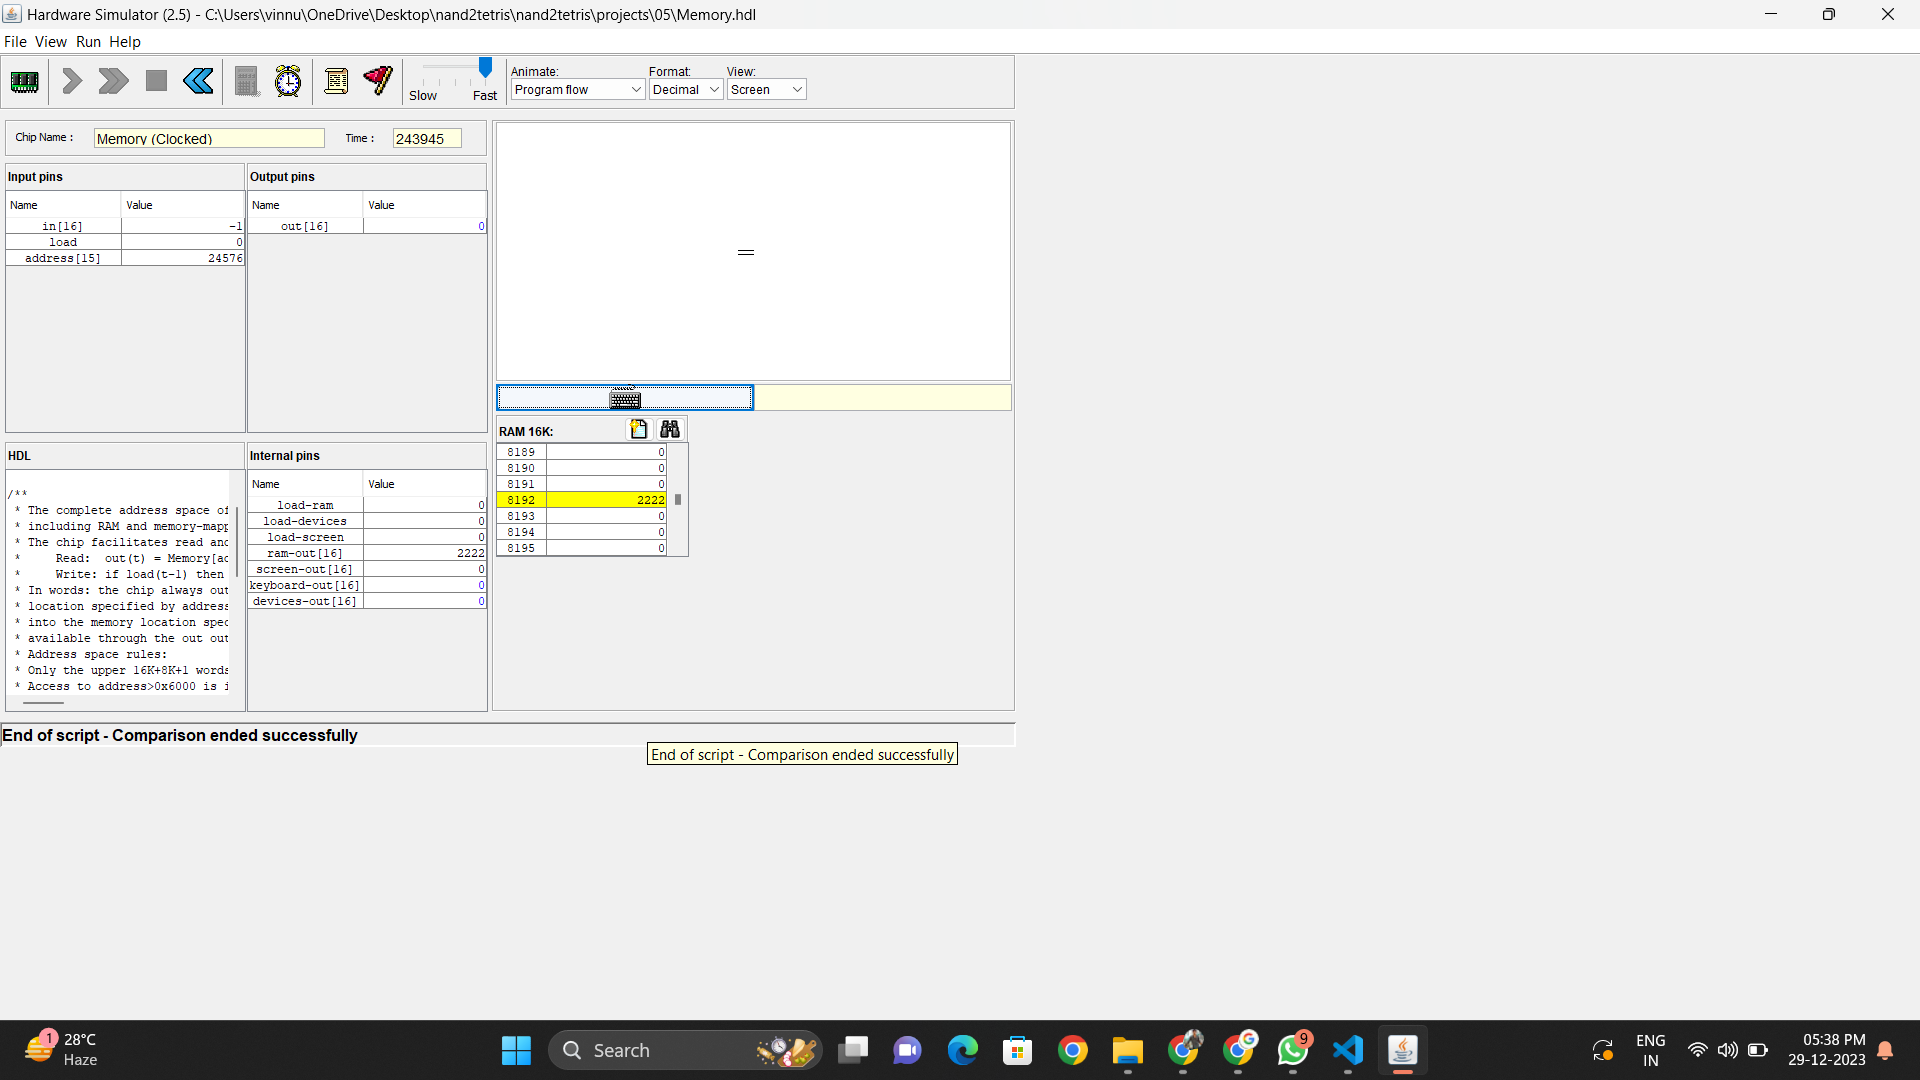 Hardware Simulator (2.5) - C:\Users\vinnu\OneDrive\Desktop\nand2tetris\nand2tetris\projects\05\Memory.hdl
File View Run Help
Animate: Format: View:
Slow Fast Program flow Decimal Screen
Chip Name : Memory (Clocked) Time : 243945
Input pins
Name Value
in[16] -1
load 0
address[15] 24576
Output pins
Name Value
out[16] 0
RAM 16K:
8189 0
8190 0
8191 0
8192 2222
8193 0
8194 0
8195 0
HDL
/**
* The complete address space of
* including RAM and memory-mapp
* The chip facilitates read and
* Read: out(t) = Memory[ad
* Write: if load(t-1) then
* In words: the chip always out
* location specified by address
* into the memory location spec
* available through the out out
* Address space rules:
* Only the upper 16K+8K+1 words
* Access to address>0x6000 is i
Internal pins
Name Value
load-ram 0
load-devices 0
load-screen 0
ram-out[16] 2222
screen-out[16] 0
keyboard-out[16] 0
devices-out[16] 0
End of script - Comparison ended successfully
End of script - Comparison ended successfully
1
28°C
Haze
Search
9
ENG
IN
05:38 PM
29-12-2023